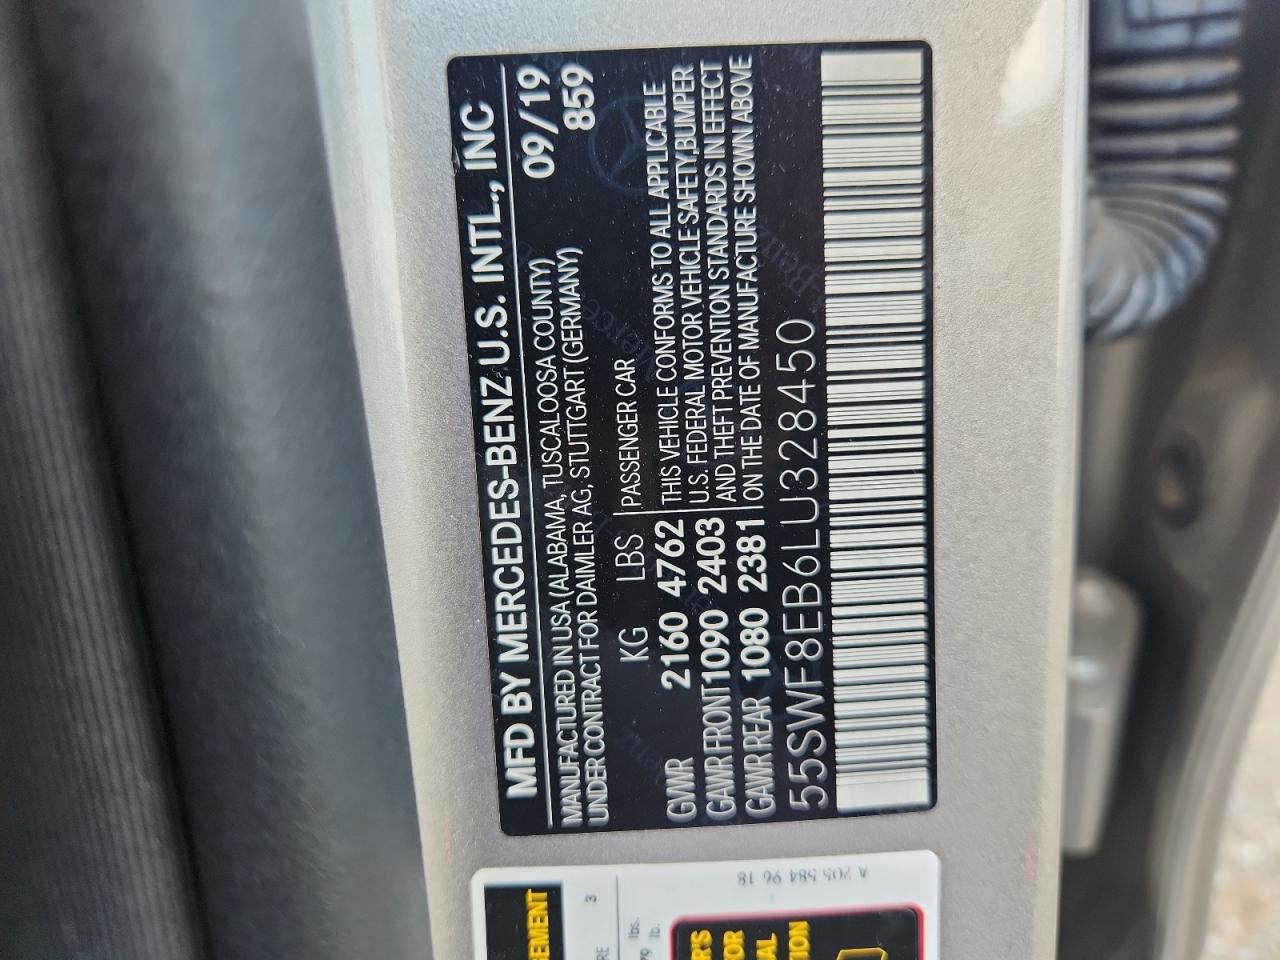 MFD BY MERCEDES-BENZ U.S. INTL., INC
MANUFACTURED IN USA (ALABAMA, TUSCALOOSA COUNTY) 09/19
UNDER CONTRACT FOR DAIMLER AG, STUTTGART (GERMANY) 859
KG LBS PASSENGER CAR
GVWR 2160 4762 THIS VEHICLE CONFORMS TO ALL APPLICABLE
GAWR FRONT 1090 2403 U.S. FEDERAL MOTOR VEHICLE SAFETY, BUMPER
AND THEFT PREVENTION STANDARDS IN EFFECT
GAWR REAR 1080 2381 ON THE DATE OF MANUFACTURE SHOWN ABOVE
55SWF8EB6LU328450
A 205 584 96 18
3
lbs.
lb.